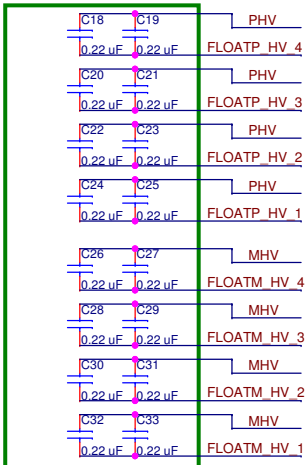 C18 C19 PHV
0.22 uF 0.22 uF FLOATP_HV_4
C20 C21 PHV
0.22 uF 0.22 uF FLOATP_HV_3
C22 C23 PHV
0.22 uF 0.22 uF FLOATP_HV_2
C24 C25 PHV
0.22 uF 0.22 uF FLOATP_HV_1
C26 C27 MHV
0.22 uF 0.22 uF FLOATM_HV_4
C28 C29 MHV
0.22 uF 0.22 uF FLOATM_HV_3
C30 C31 MHV
0.22 uF 0.22 uF FLOATM_HV_2
C32 C33 MHV
0.22 uF 0.22 uF FLOATM_HV_1